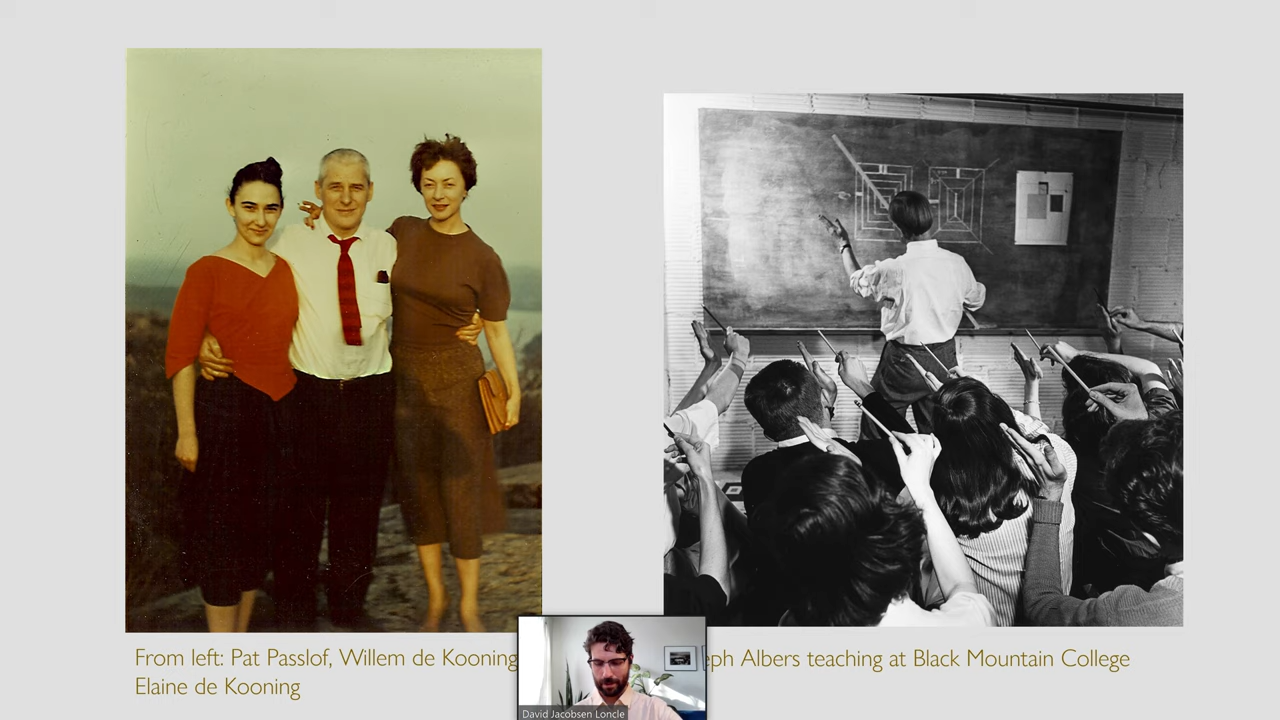 From left: Pat Passlof, Willem de Kooning
Elaine de Kooning
eph Albers teaching at Black Mountain College
David Jacobsen Loncle